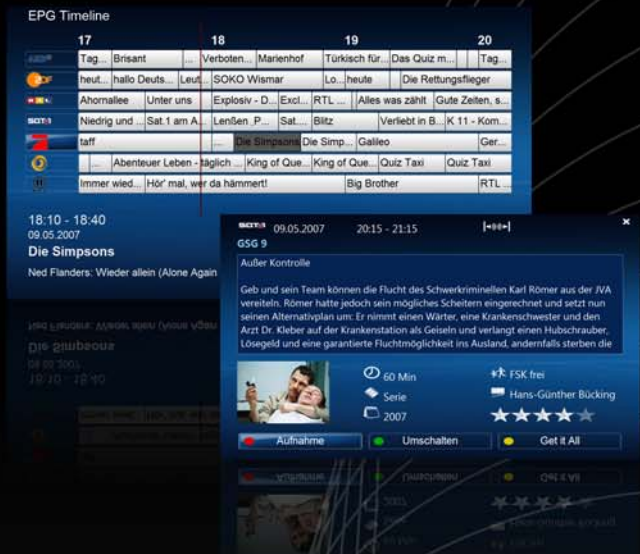 EPG Timeline
17 18 19 20
Tag... Brisant ... Verboten... Marienhof Türkisch für... Das Quiz m... Tag...
heut... hallo Deuts... Leut... SOKO Wismar Lo... heute Die Rettungsflieger
RTL Ahornallee Unter uns Explosiv - D... Excl... RTL ... Alles was zählt Gute Zeiten, s...
SAT.1 Niedrig und ... Sat.1 am A... Lenßen_P... Sat.... Blitz Verliebt in B... K 11 - Kom...
taff ... Die Simpsons Die Simp... Galileo Ger...
... Abenteuer Leben - täglich ... King of Que... King of Que... Quiz Taxi Quiz Taxi
Immer wied... Hör' mal, wer da hämmert! Big Brother RTL ...
18:10 - 18:40
09.05.2007
Die Simpsons
Ned Flanders: Wieder allein (Alone Again
SAT.1 09.05.2007 20:15 - 21:15
GSG 9
Außer Kontrolle
Geb und sein Team können die Flucht des Schwerkriminellen Karl Römer aus der JVA
vereiteln. Römer hatte jedoch sein mögliches Scheitern eingerechnet und setzt nun
seinen Alternativplan um: Er nimmt einen Wärter, eine Krankenschwester und den
Arzt Dr. Kleber auf der Krankenstation als Geiseln und verlangt einen Hubschrauber,
Lösegeld und eine garantierte Fluchtmöglichkeit ins Ausland, andernfalls sterben die
60 Min FSK frei
Serie Hans-Günther Bücking
2007
Aufnahme Umschalten Get it All